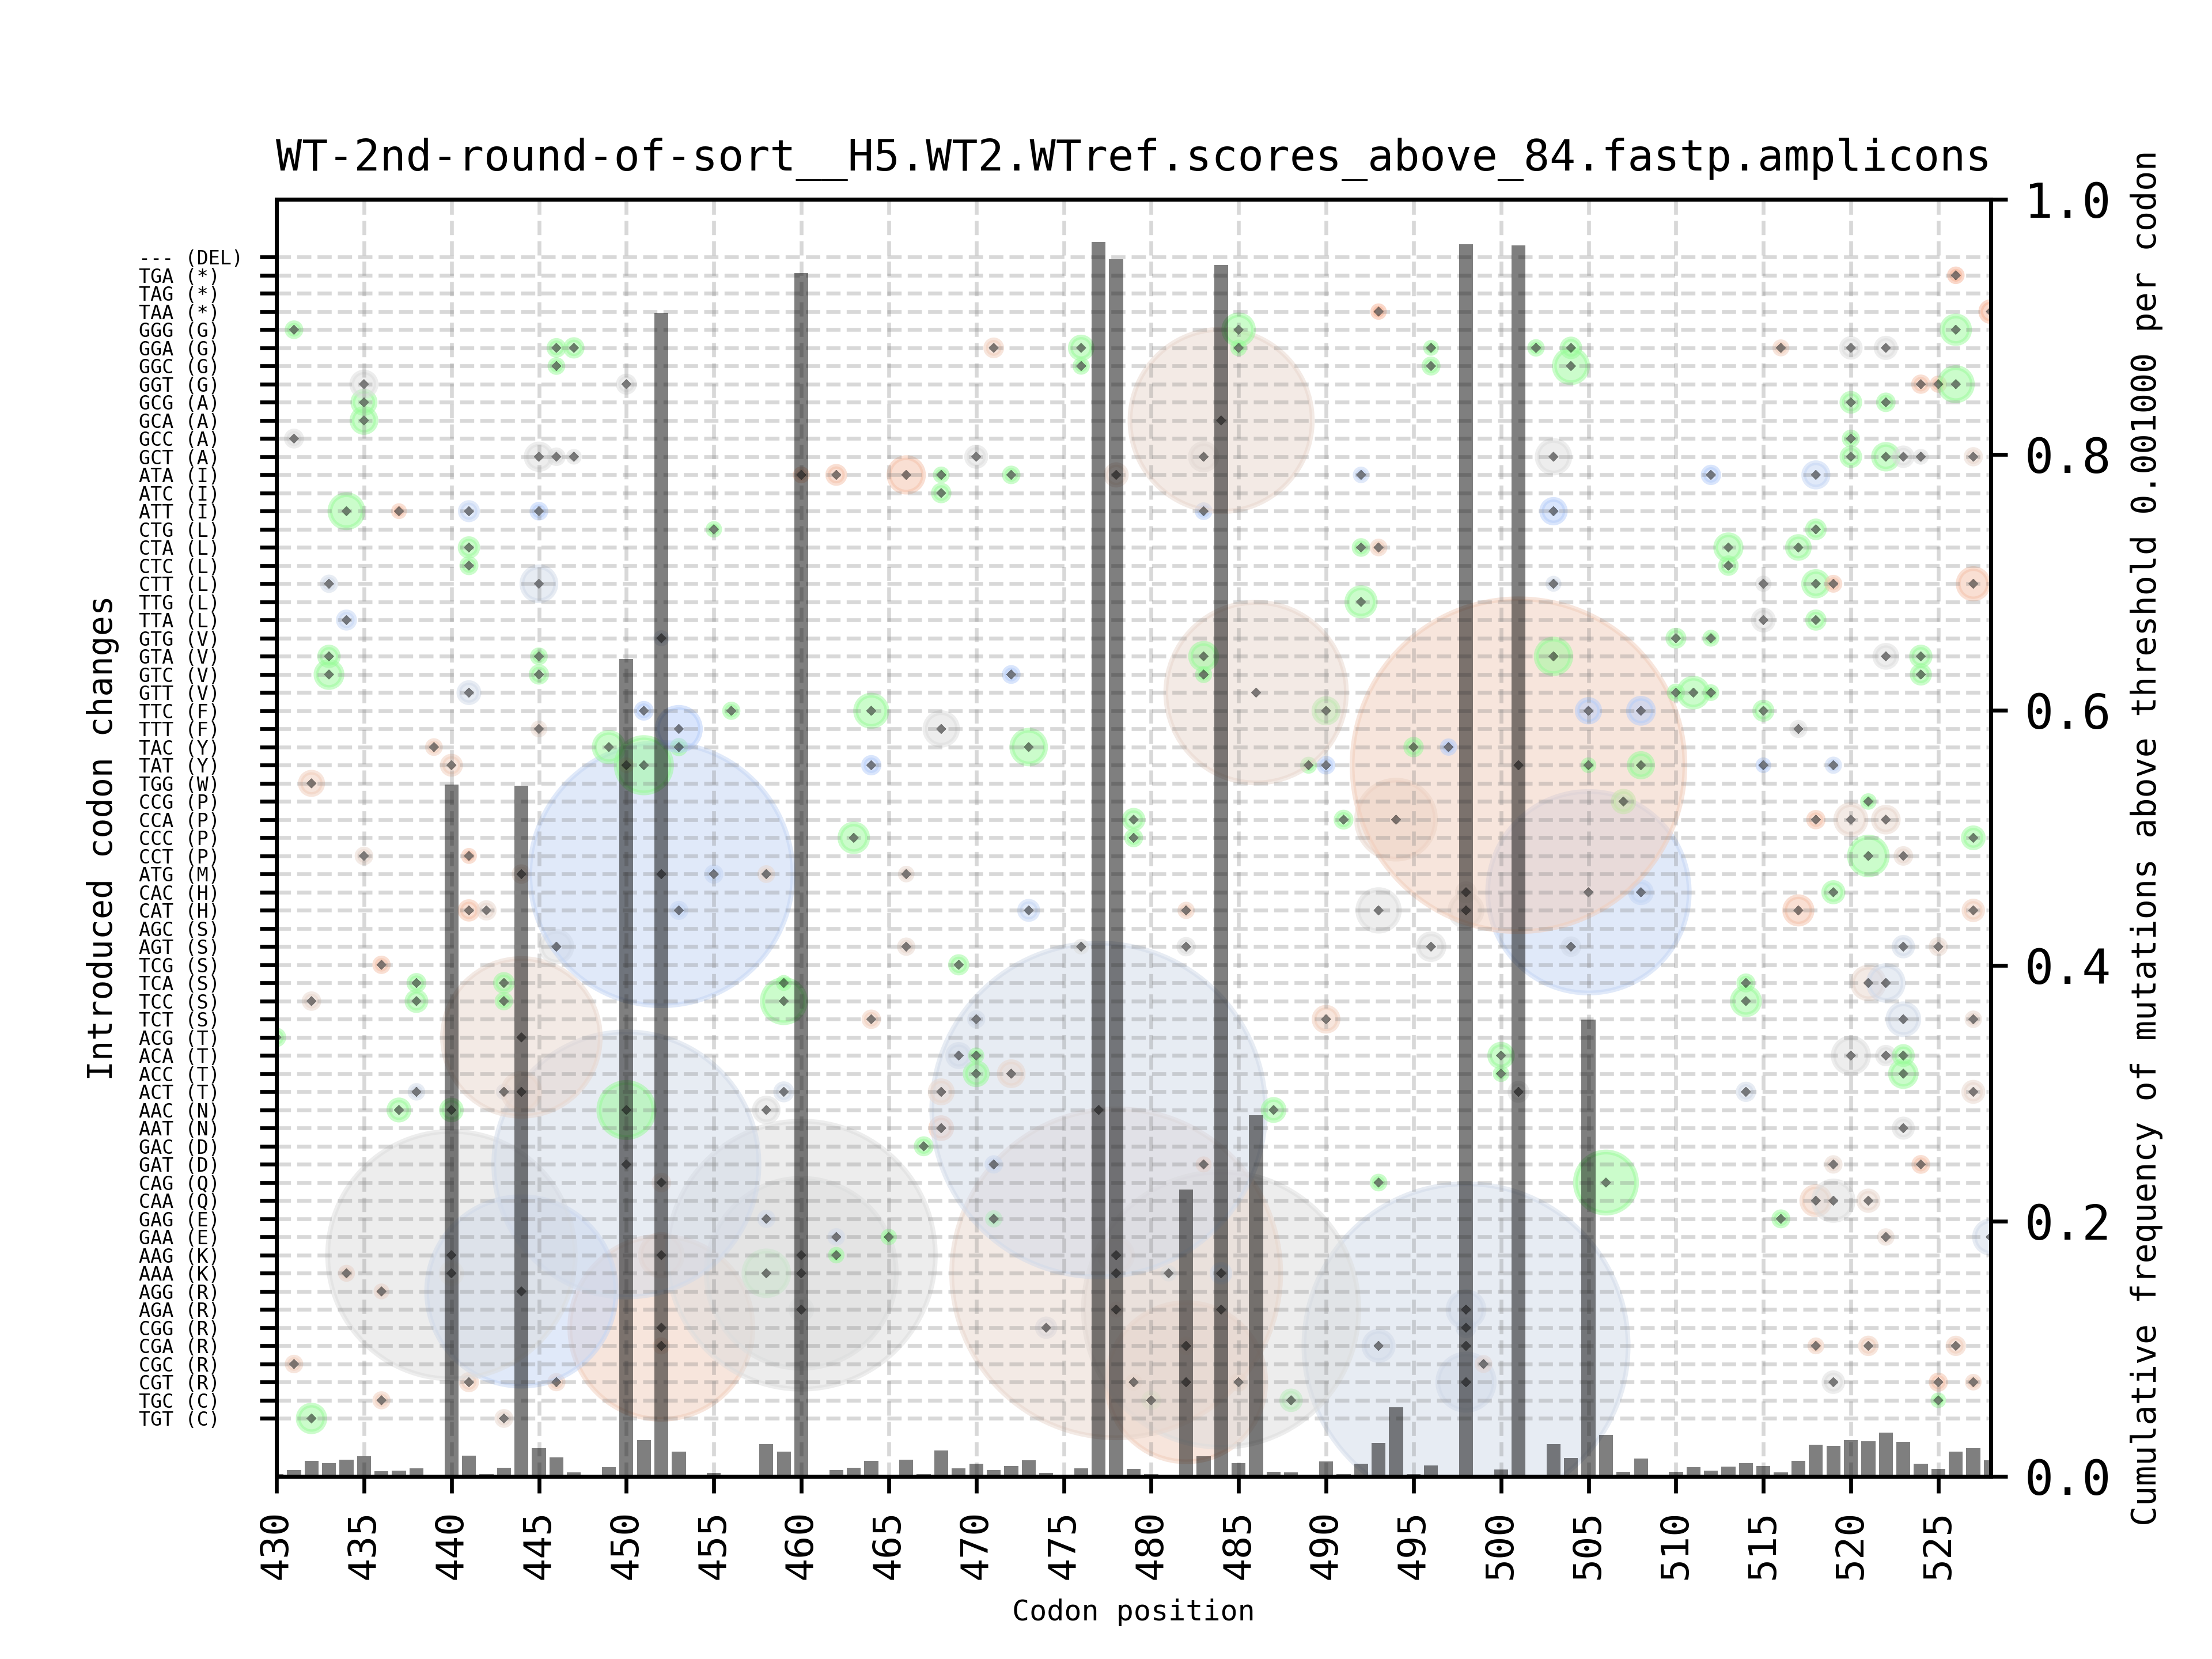 WT-2nd-round-of-sort__H5.WT2.WTref.scores_above_84.fastp.amplicons
Introduced codon changes
--- (DEL)
TGA (*)
TAG (*)
TAA (*)
GGG (G)
GGA (G)
GGC (G)
GGT (G)
GCG (A)
GCA (A)
GCC (A)
GCT (A)
ATA (I)
ATC (I)
ATT (I)
CTG (L)
CTA (L)
CTC (L)
CTT (L)
TTG (L)
TTA (L)
GTG (V)
GTA (V)
GTC (V)
GTT (V)
TTC (F)
TTT (F)
TAC (Y)
TAT (Y)
TGG (W)
CCG (P)
CCA (P)
CCC (P)
CCT (P)
ATG (M)
CAC (H)
CAT (H)
AGC (S)
AGT (S)
TCG (S)
TCA (S)
TCC (S)
TCT (S)
ACG (T)
ACA (T)
ACC (T)
ACT (T)
AAC (N)
AAT (N)
GAC (D)
GAT (D)
CAG (Q)
CAA (Q)
GAG (E)
GAA (E)
AAG (K)
AAA (K)
AGG (R)
AGA (R)
CGG (R)
CGA (R)
CGC (R)
CGT (R)
TGC (C)
TGT (C)
1.0
0.8
0.6
0.4
0.2
0.0
Cumulative frequency of mutations above threshold 0.001000 per codon
430 435 440 445 450 455 460 465 470 475 480 485 490 495 500 505 510 515 520 525
Codon position